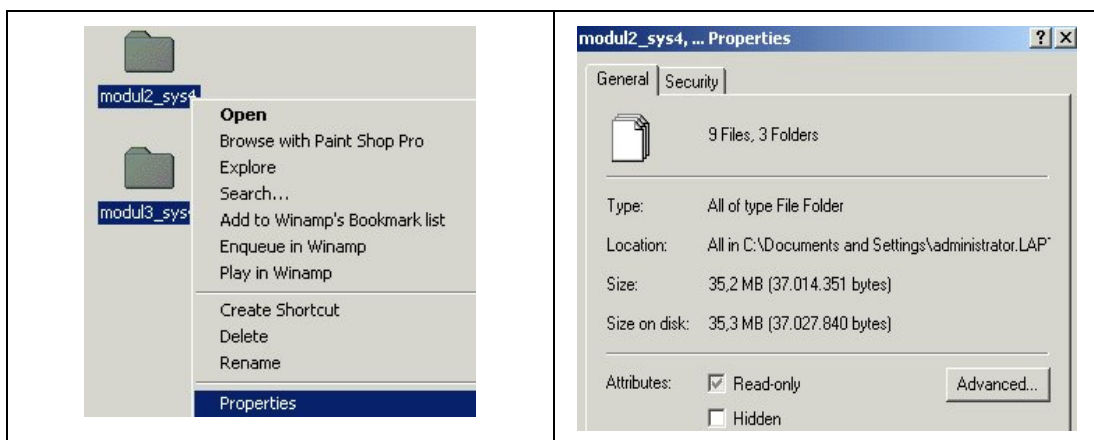 modul2_sys4
modul3_sys
Open
Browse with Paint Shop Pro
Explore
Search...
Add to Winamp's Bookmark list
Enqueue in Winamp
Play in Winamp
Create Shortcut
Delete
Rename
Properties
modul2_sys4, ... Properties
General Security
9 Files, 3 Folders
Type: All of type File Folder
Location: All in C:\Documents and Settings\administrator.LAP
Size: 35,2 MB (37.014.351 bytes)
Size on disk: 35,3 MB (37.027.840 bytes)
Attributes: Read-only Advanced...
Hidden